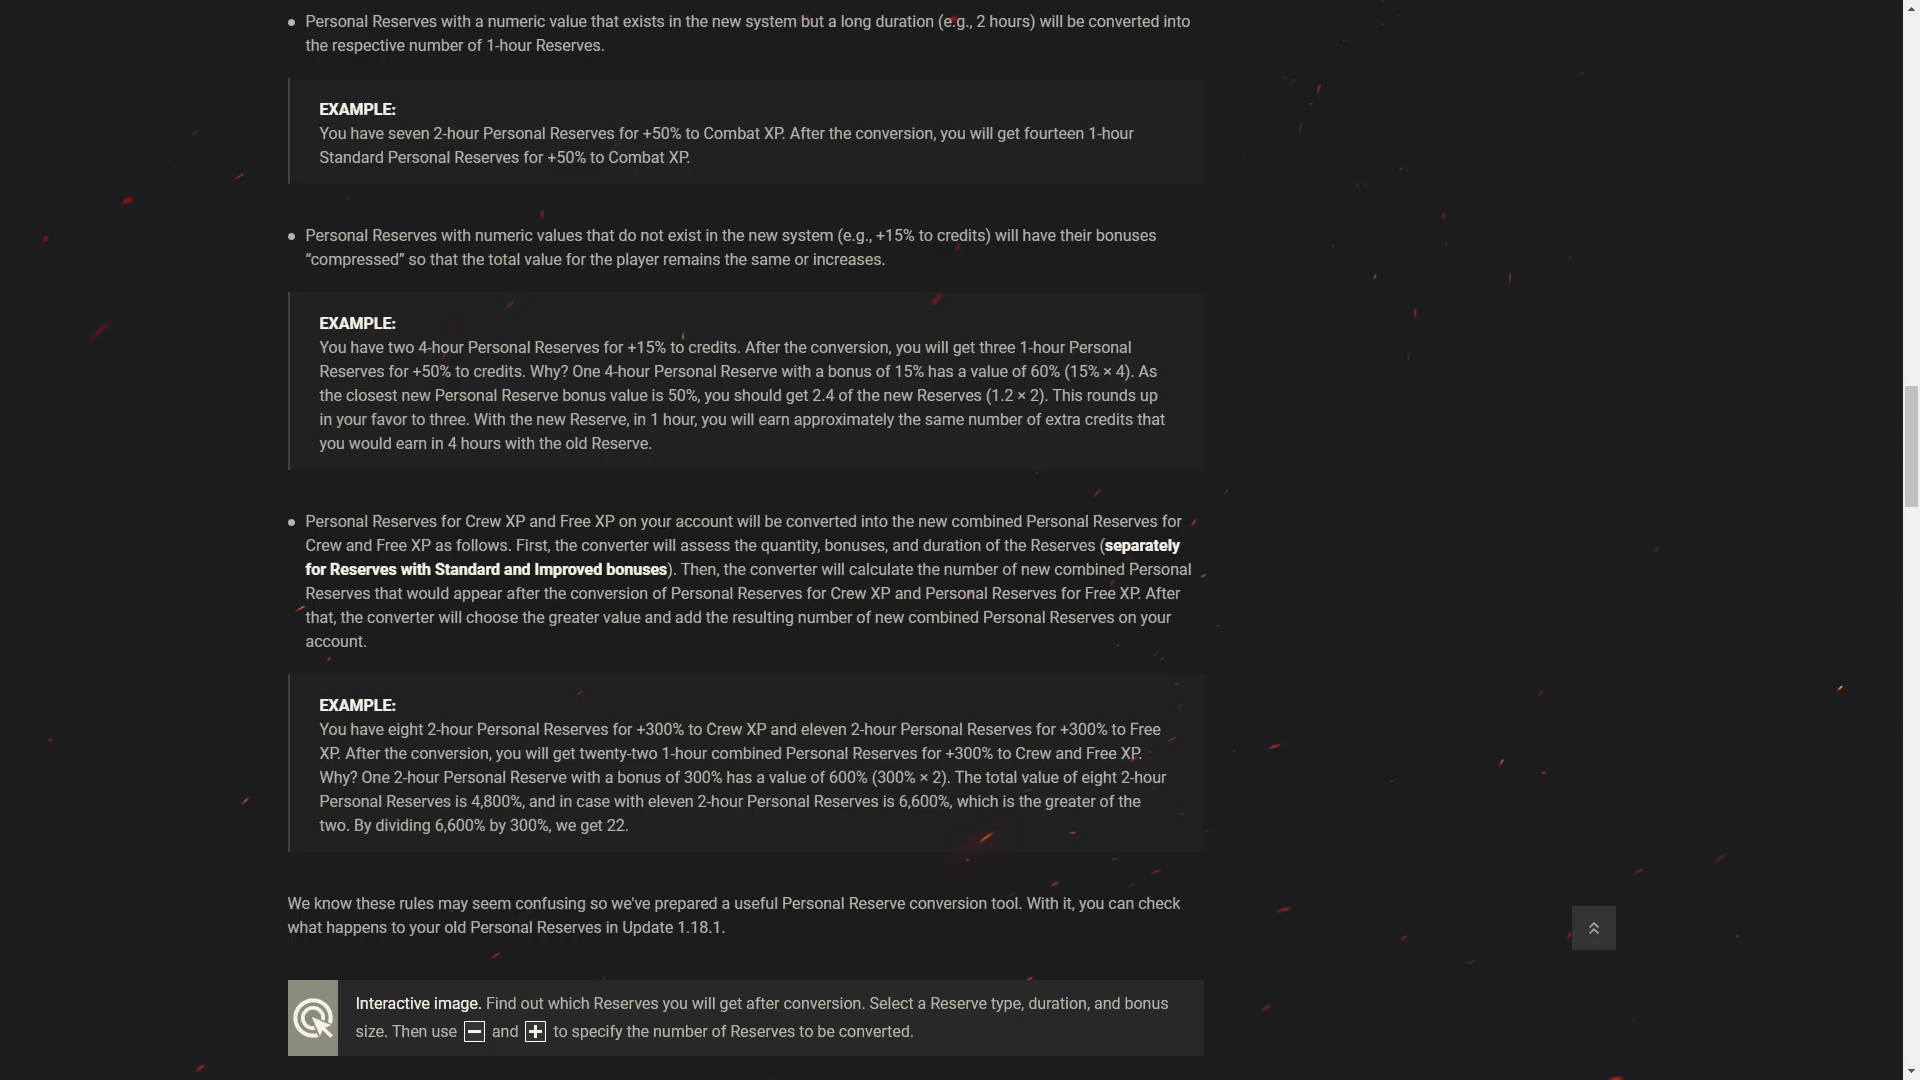 Personal Reserves with a numeric value that exists in the new system but a long duration (e.g., 2 hours) will be converted into
the respective number of 1-hour Reserves.
EXAMPLE:
You have seven 2-hour Personal Reserves for +50% to Combat XP. After the conversion, you will get fourteen 1-hour
Standard Personal Reserves for +50% to Combat XP.
Personal Reserves with numeric values that do not exist in the new system (e.g., +15% to credits) will have their bonuses
“compressed” so that the total value for the player remains the same or increases.
EXAMPLE:
You have two 4-hour Personal Reserves for +15% to credits. After the conversion, you will get three 1-hour Personal
Reserves for +50% to credits. Why? One 4-hour Personal Reserve with a bonus of 15% has a value of 60% (15% × 4). As
the closest new Personal Reserve bonus value is 50%, you should get 2.4 of the new Reserves (1.2 × 2). This rounds up
in your favor to three. With the new Reserve, in 1 hour, you will earn approximately the same number of extra credits that
you would earn in 4 hours with the old Reserve.
Personal Reserves for Crew XP and Free XP on your account will be converted into the new combined Personal Reserves for
Crew and Free XP as follows. First, the converter will assess the quantity, bonuses, and duration of the Reserves (separately
for Reserves with Standard and Improved bonuses). Then, the converter will calculate the number of new combined Personal
Reserves that would appear after the conversion of Personal Reserves for Crew XP and Personal Reserves for Free XP. After
that, the converter will choose the greater value and add the resulting number of new combined Personal Reserves on your
account.
EXAMPLE:
You have eight 2-hour Personal Reserves for +300% to Crew XP and eleven 2-hour Personal Reserves for +300% to Free
XP. After the conversion, you will get twenty-two 1-hour combined Personal Reserves for +300% to Crew and Free XP.
Why? One 2-hour Personal Reserve with a bonus of 300% has a value of 600% (300% × 2). The total value of eight 2-hour
Personal Reserves is 4,800%, and in case with eleven 2-hour Personal Reserves is 6,600%, which is the greater of the
two. By dividing 6,600% by 300%, we get 22.
We know these rules may seem confusing so we've prepared a useful Personal Reserve conversion tool. With it, you can check
what happens to your old Personal Reserves in Update 1.18.1.
Interactive image. Find out which Reserves you will get after conversion. Select a Reserve type, duration, and bonus
size. Then use − and + to specify the number of Reserves to be converted.